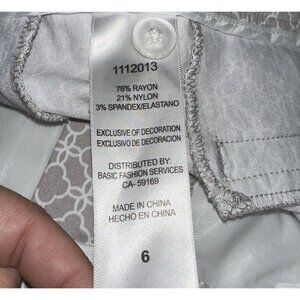 1112013
76% RAYON
21% NYLON
3% SPANDEX/ELASTANO
EXCLUSIVE OF DECORATION
EXCLUSIVO DE DECORACION
DISTRIBUTED BY:
BASIC FASHION SERVICES
CA- 59169
MADE IN CHINA
HECHO EN CHINA
6